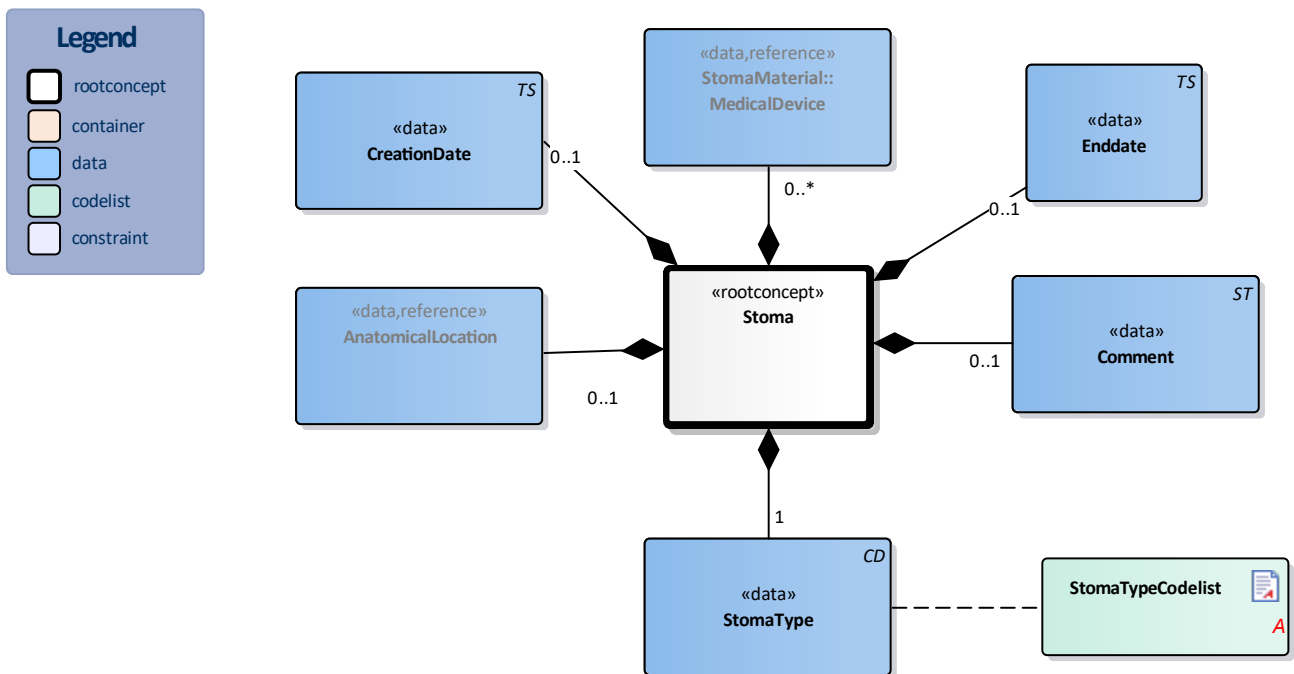 Legend
rootconcept
container
data
codelist
constraint
TS
«data»
CreationDate
0..1
«data,reference»
StomaMaterial::
MedicalDevice
0..*
TS
«data»
Enddate
0..1
«data,reference»
AnatomicalLocation
0..1
«rootconcept»
Stoma
ST
«data»
Comment
0..1
1
CD
«data»
StomaType
StomaTypeCodelist
A